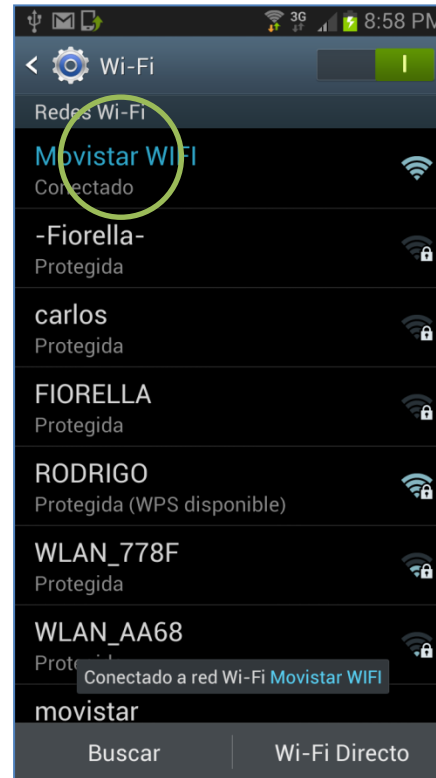 3G 8:58 PM
Wi-Fi
Redes Wi-Fi
Movistar WIFI
Conectado
-Fiorella-
Protegida
carlos
Protegida
FIORELLA
Protegida
RODRIGO
Protegida (WPS disponible)
WLAN_778F
Protegida
WLAN_AA68
Conectado a red Wi-Fi Movistar WIFI
movistar
Buscar Wi-Fi Directo